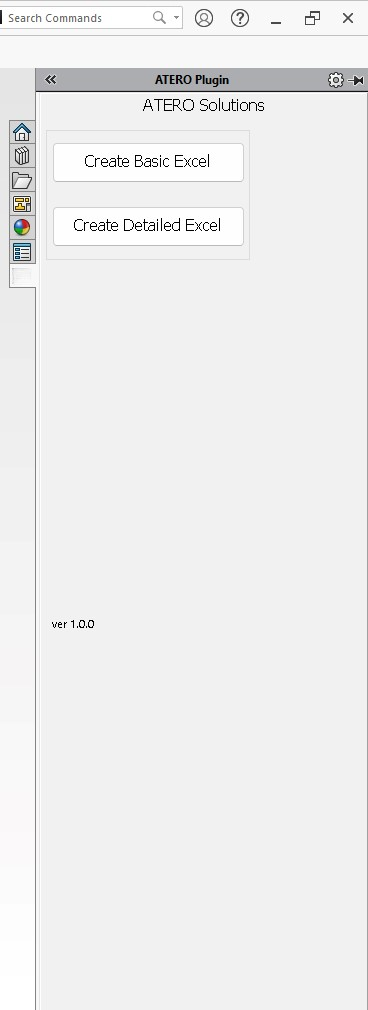 Search Commands
ATERO Plugin
ATERO Solutions
Create Basic Excel
Create Detailed Excel
ver 1.0.0